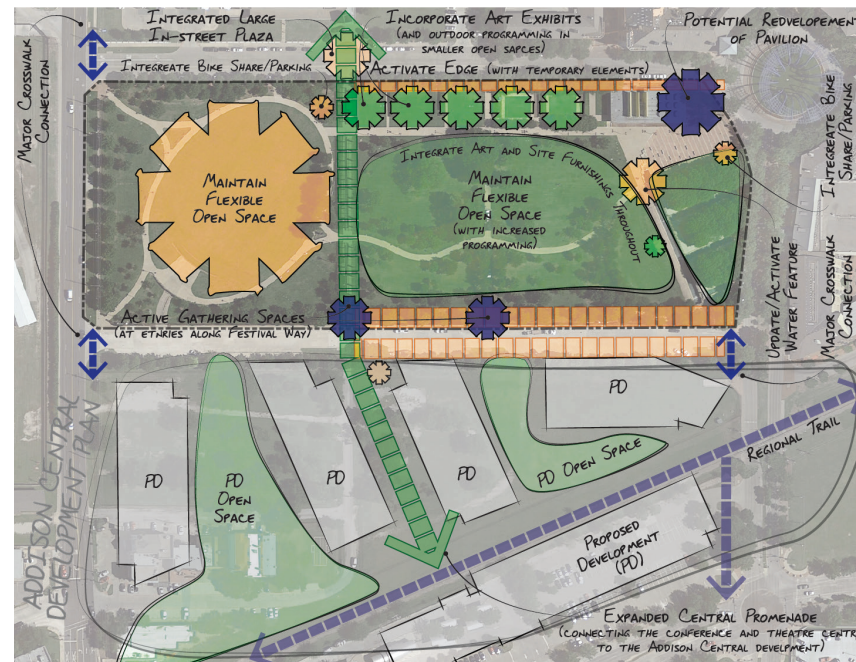 Integrated Large
In-street Plaza
Incorporate Art Exhibits
(and outdoor programming in
smaller open sapces)
Potential Redevelopement
of Pavilion
Major Crosswalk
Connection
Integreate Bike Share/Parking
Activate Edge (with temporary elements)
Integreate Bike
Share/Parking
Maintain
Flexible
Open Space
Integrate Art and Site Furnishings Throughout
Maintain
Flexible
Open Space
(with increased
programming)
Active Gathering Spaces
(at etnries along Festival Way)
Update/Activate
Water Feature
Major Crosswalk
Connection
PD
PD
Open
Space
PD
PD
PD
PD Open Space
Regional Trail
Addison Central
Development Plan
Proposed
Development
(PD)
Expanded Central Promenade
(connecting the conference and theatre centre
to the Addison Central develpment)